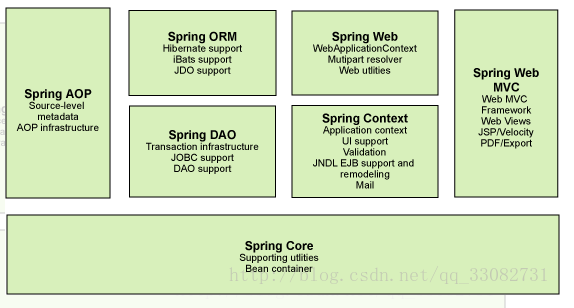 Spring AOP
Source-level
metadata
AOP infrastructure
Spring ORM
Hibernate support
iBats support
JDO support
Spring Web
WebApplicationContext
Mutipart resolver
Web utlities
Spring Web
MVC
Web MVC
Framework
Web Views
JSP/Velocity
PDF/Export
Spring DAO
Transaction infrastructure
JOBC support
DAO support
Spring Context
Application context
UI support
Validation
JNDL EJB support and
remodeling
Mail
Spring Core
Supporting utlities
Bean container
http://blog.csdn.net/qq_33082731